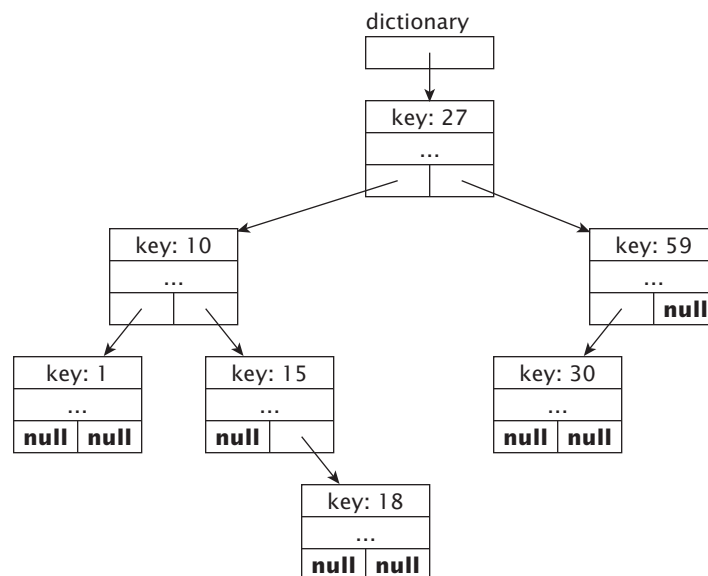 dictionary
key: 27
...
key: 10
key: 59
...
...
null
key: 1
key: 15
key: 30
...
...
...
null null
null
null null
key: 18
...
null null